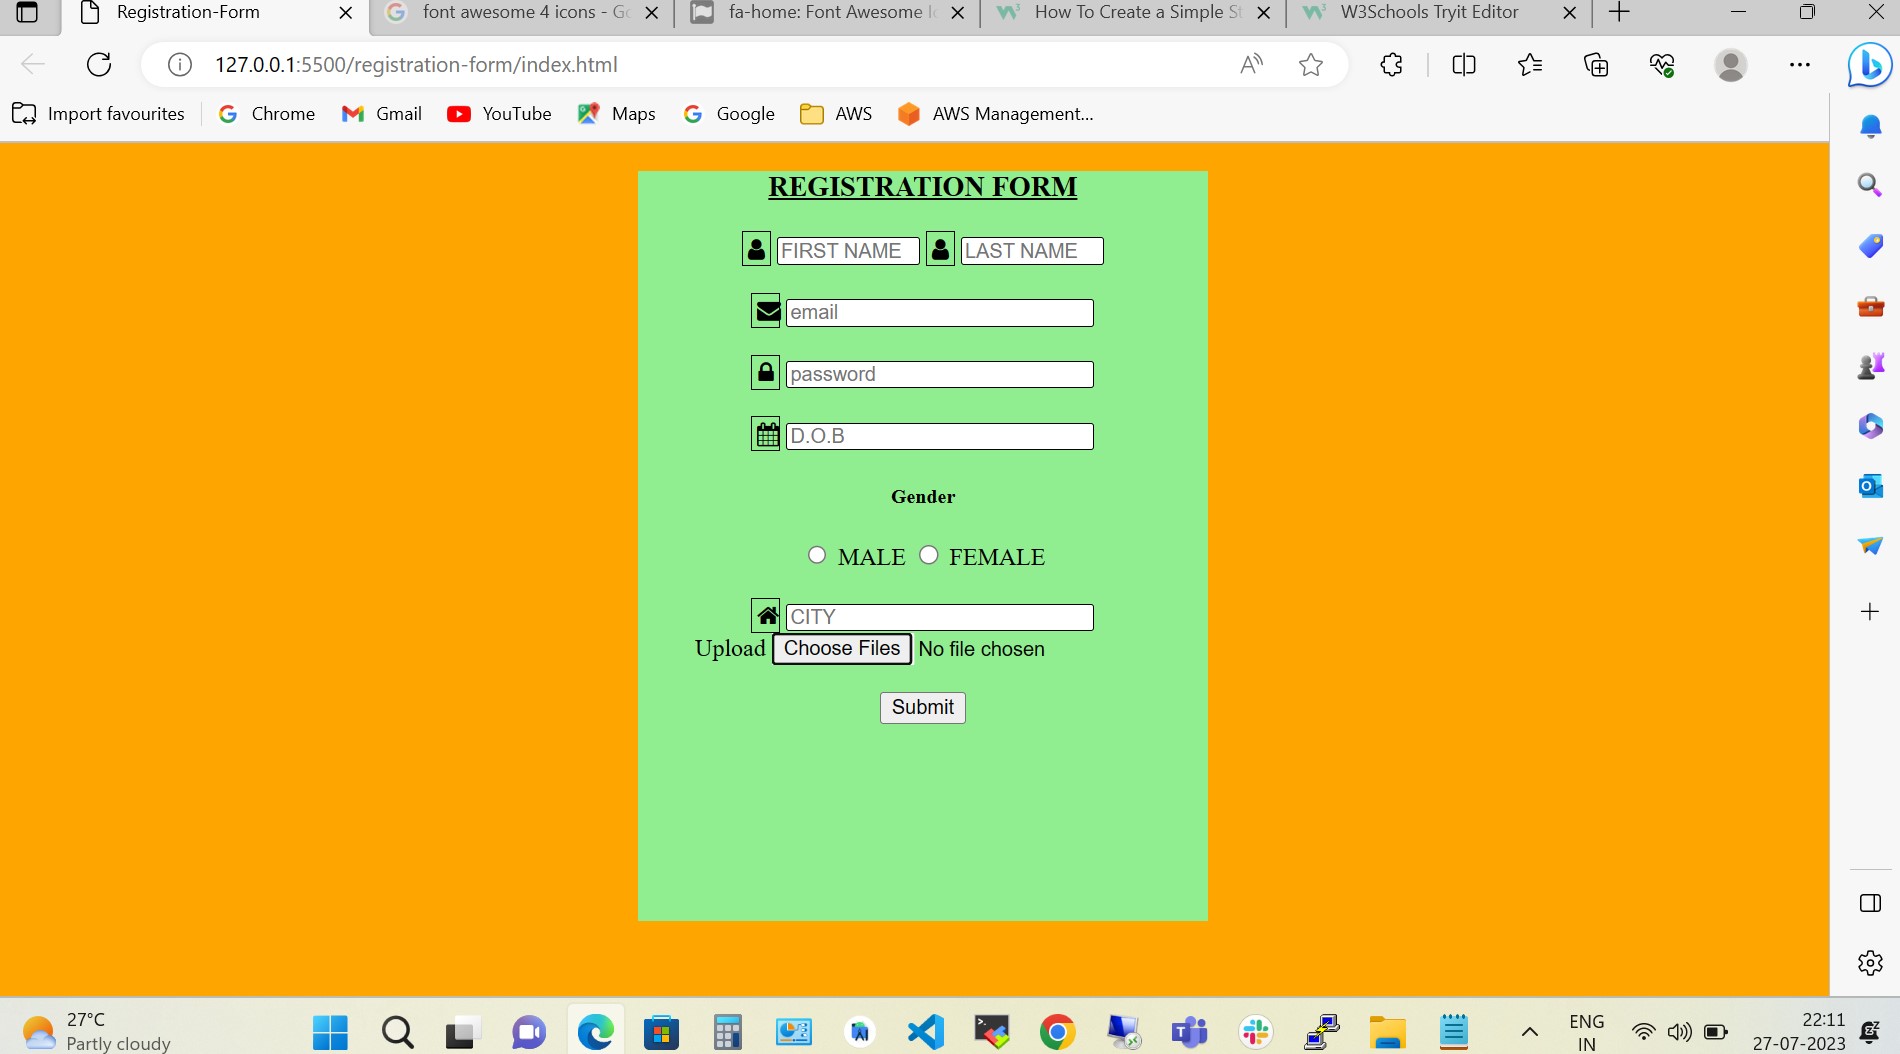 Registration-Form
font awesome 4 icons - Go
fa-home: Font Awesome Ic
How To Create a Simple St
W3Schools Tryit Editor
127.0.0.1:5500/registration-form/index.html
Import favourites
Chrome
Gmail
YouTube
Maps
Google
AWS
AWS Management...
REGISTRATION FORM
FIRST NAME LAST NAME
email
password
D.O.B
Gender
MALE FEMALE
CITY
Upload Choose Files No file chosen
Submit
27°C
Partly cloudy
ENG
IN
22:11
27-07-2023